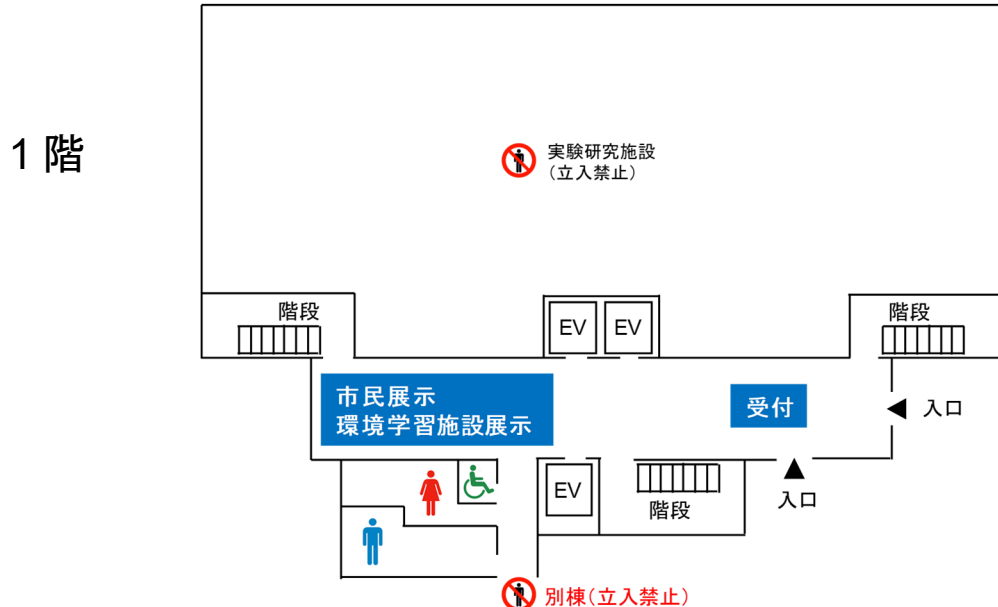 1階
実験研究施設
(立入禁止)
階段
EV
EV
階段
市民展示
環境学習施設展示
受付
入口
EV
階段
入口
別棟(立入禁止)